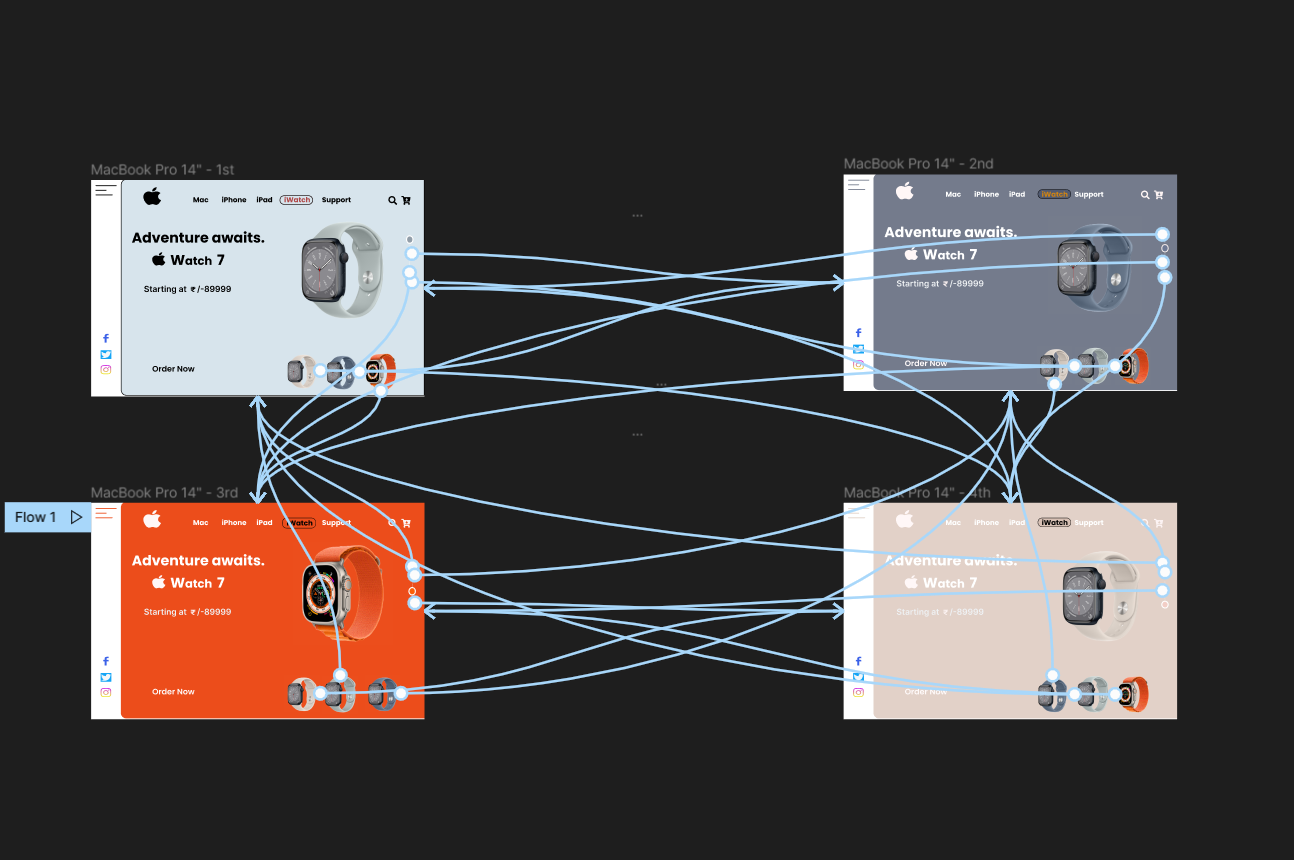 MacBook Pro 14" - 1st
Mac iPhone iPad iWatch Support
Adventure awaits.
Watch 7
Starting at ₹ /-89999
Order Now
MacBook Pro 14" - 2nd
Mac iPhone iPad iWatch Support
Adventure awaits.
Watch 7
Starting at ₹ /-89999
Order Now
Flow 1
MacBook Pro 14" - 3rd
Mac iPhone iPad iWatch Support
Adventure awaits.
Watch 7
Starting at ₹ /-89999
Order Now
MacBook Pro 14" - 4th
Mac iPhone iPad iWatch Support
Adventure awaits.
Watch 7
Starting at ₹ /-89999
Order Now